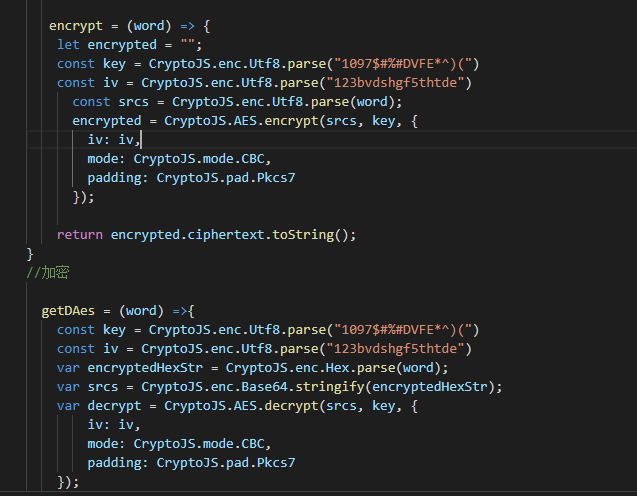 encrypt = (word) => {
let encrypted = "";
const key = CryptoJS.enc.Utf8.parse("1097$#%#DVFE*^)(")
const iv = CryptoJS.enc.Utf8.parse("123bvdshgf5thtde")
const srcs = CryptoJS.enc.Utf8.parse(word);
encrypted = CryptoJS.AES.encrypt(srcs, key, {
iv: iv,
mode: CryptoJS.mode.CBC,
padding: CryptoJS.pad.Pkcs7
});
return encrypted.ciphertext.toString();
}
//加密
getDAes = (word) =>{
const key = CryptoJS.enc.Utf8.parse("1097$#%#DVFE*^)(")
const iv = CryptoJS.enc.Utf8.parse("123bvdshgf5thtde")
var encryptedHexStr = CryptoJS.enc.Hex.parse(word);
var srcs = CryptoJS.enc.Base64.stringify(encryptedHexStr);
var decrypt = CryptoJS.AES.decrypt(srcs, key, {
iv: iv,
mode: CryptoJS.mode.CBC,
padding: CryptoJS.pad.Pkcs7
});